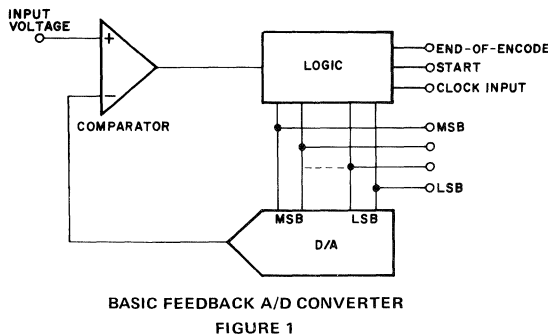 INPUT
VOLTAGE
+
−
COMPARATOR
LOGIC
END-OF-ENCODE
START
CLOCK INPUT
MSB
LSB
MSB LSB
D/A
BASIC FEEDBACK A/D CONVERTER
FIGURE 1